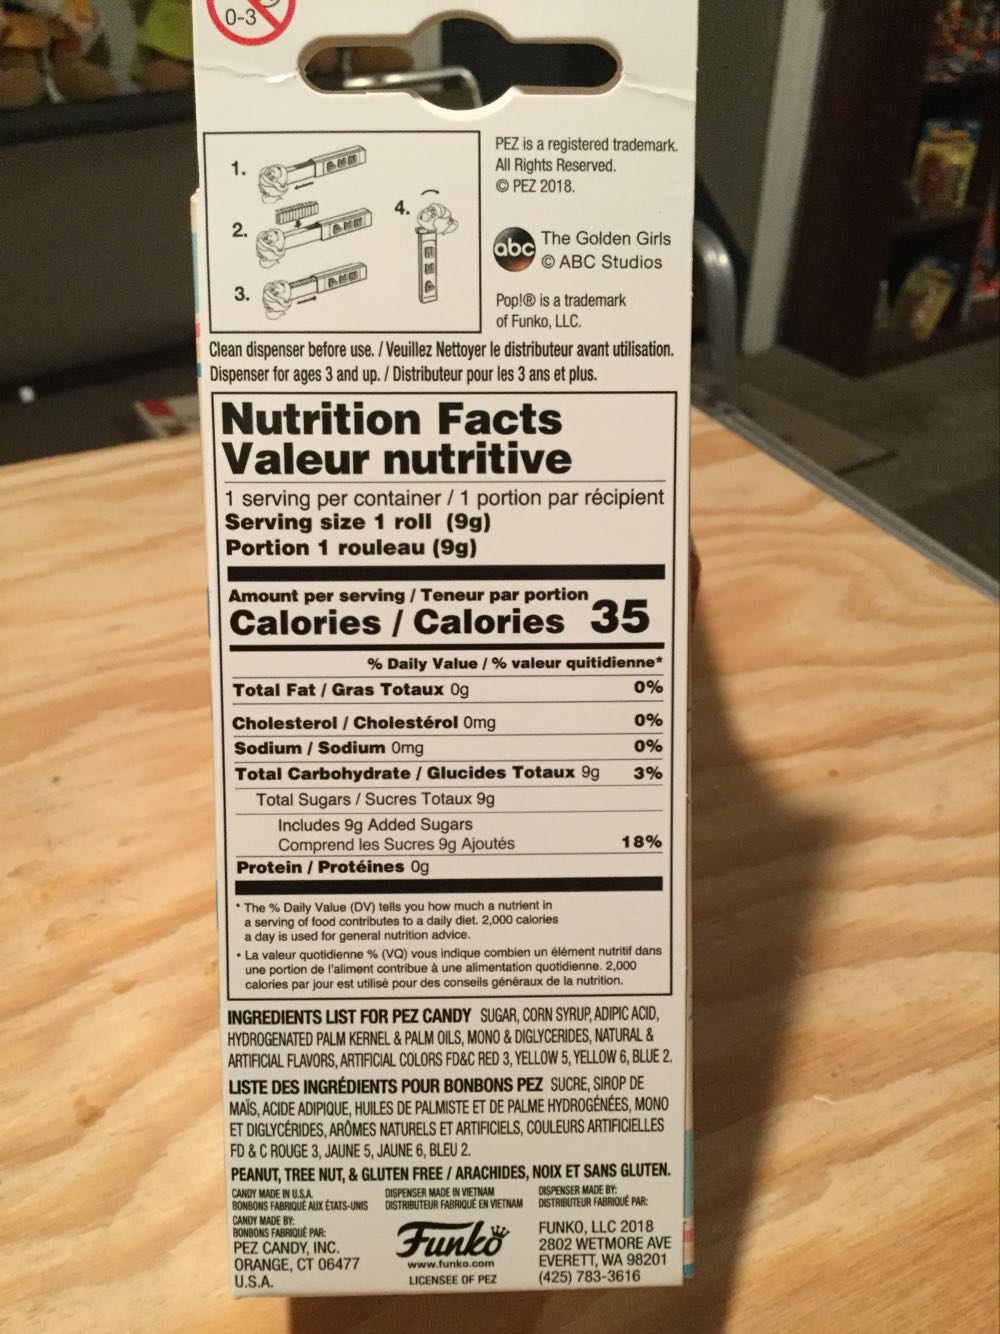 0-3
1.
2.
3.
4.
PEZ is a registered trademark.
All Rights Reserved.
© PEZ 2018.
abc
The Golden Girls
© ABC Studios
Pop!® is a trademark
of Funko, LLC.
Clean dispenser before use. / Veuillez Nettoyer le distributeur avant utilisation.
Dispenser for ages 3 and up. / Distributeur pour les 3 ans et plus.
Nutrition Facts
Valeur nutritive
1 serving per container / 1 portion par récipient
Serving size 1 roll (9g)
Portion 1 rouleau (9g)
Amount per serving / Teneur par portion
Calories / Calories 35
% Daily Value / % valeur quitidienne*
Total Fat / Gras Totaux 0g 0%
Cholesterol / Cholestérol 0mg 0%
Sodium / Sodium 0mg 0%
Total Carbohydrate / Glucides Totaux 9g 3%
Total Sugars / Sucres Totaux 9g
Includes 9g Added Sugars
Comprend les Sucres 9g Ajoutés 18%
Protein / Protéines 0g
* The % Daily Value (DV) tells you how much a nutrient in
a serving of food contributes to a daily diet. 2,000 calories
a day is used for general nutrition advice.
* La valeur quotidienne % (VQ) vous indique combien un élément nutritif dans
une portion de l'aliment contribue à une alimentation quotidienne. 2,000
calories par jour est utilisé pour des conseils généraux de la nutrition.
INGREDIENTS LIST FOR PEZ CANDY SUGAR, CORN SYRUP, ADIPIC ACID,
HYDROGENATED PALM KERNEL & PALM OILS, MONO & DIGLYCERIDES, NATURAL &
ARTIFICIAL FLAVORS, ARTIFICIAL COLORS FD&C RED 3, YELLOW 5, YELLOW 6, BLUE 2.
LISTE DES INGRÉDIENTS POUR BONBONS PEZ SUCRE, SIROP DE
MAÏS, ACIDE ADIPIQUE, HUILES DE PALMISTE ET DE PALME HYDROGÉNÉES, MONO
ET DIGLYCÉRIDES, ARÔMES NATURELS ET ARTIFICIELS, COULEURS ARTIFICIELLES
FD & C ROUGE 3, JAUNE 5, JAUNE 6, BLEU 2.
PEANUT, TREE NUT, & GLUTEN FREE / ARACHIDES, NOIX ET SANS GLUTEN.
CANDY MADE IN U.S.A.
BONBONS FABRIQUÉ AUX ÉTATS-UNIS
CANDY MADE BY:
BONBONS FABRIQUÉ PAR:
PEZ CANDY, INC.
ORANGE, CT 06477
U.S.A.
DISPENSER MADE IN VIETNAM
DISTRIBUTEUR FABRIQUÉ EN VIETNAM
Funko
www.funko.com
LICENSEE OF PEZ
DISPENSER MADE BY:
DISTRIBUTEUR FABRIQUÉ PAR:
FUNKO, LLC 2018
2802 WETMORE AVE
EVERETT, WA 98201
(425) 783-3616